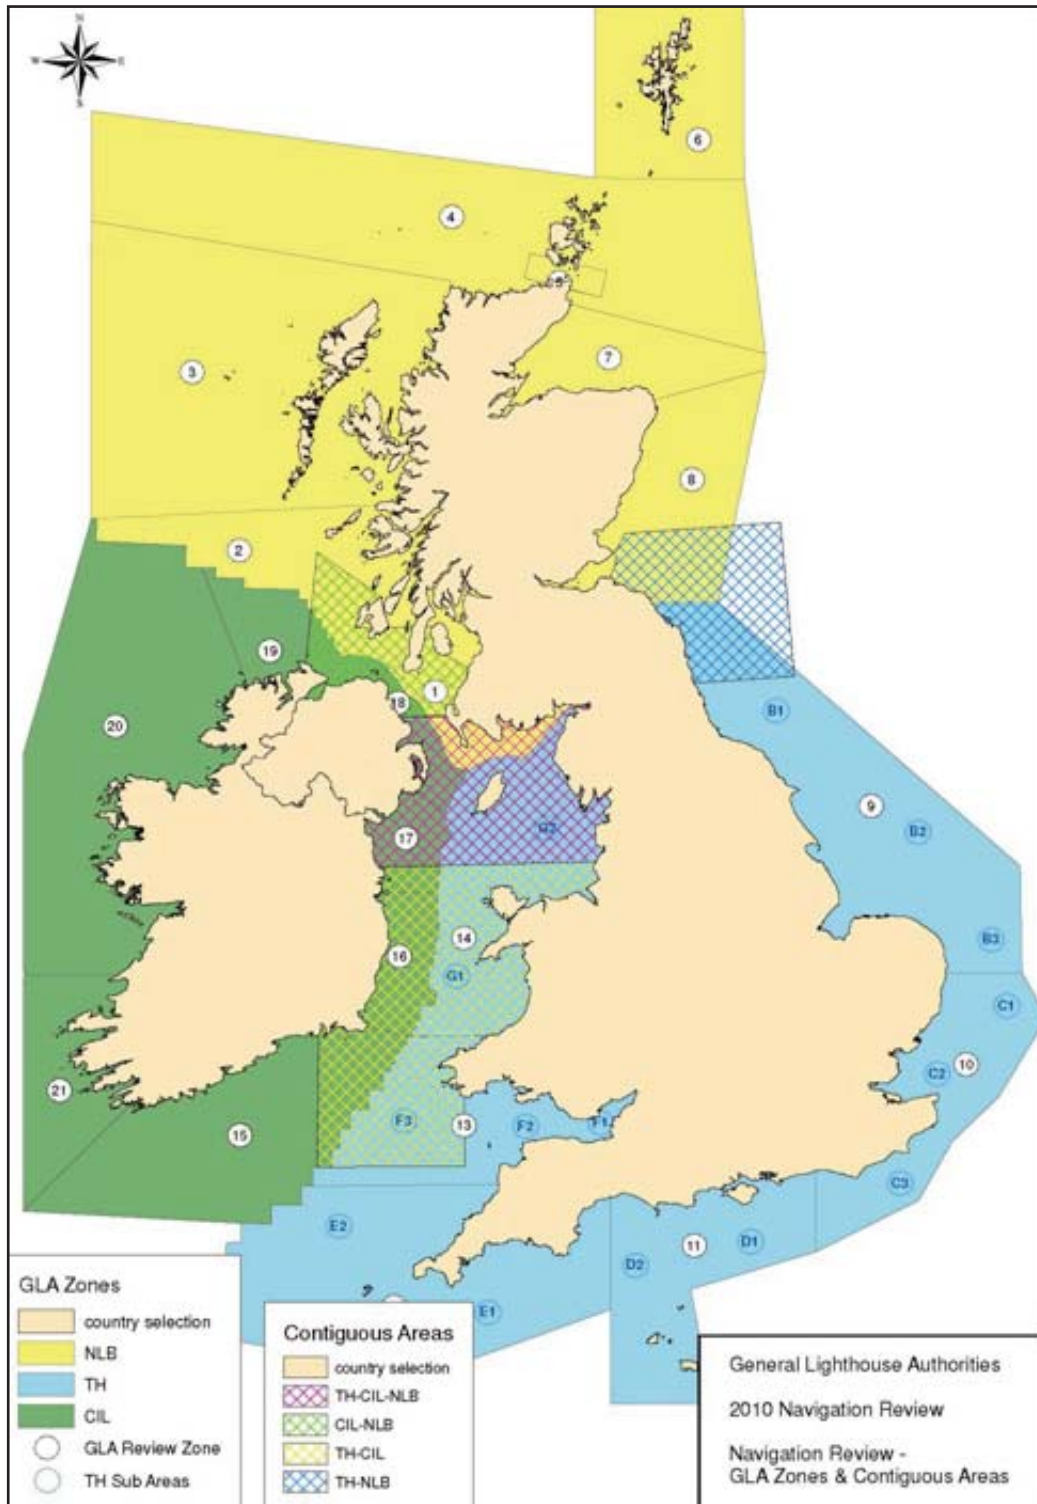 N
W
E
S
6
4
5
3
7
8
2
19
1
18
B1
20
9
B2
17
G2
14
B3
16
G1
C1
10
C2
21
15
F3
13
F2
F1
C3
E2
11
D1
D2
E1
GLA Zones
country selection
NLB
TH
CIL
GLA Review Zone
TH Sub Areas
Contiguous Areas
country selection
TH-CIL-NLB
CIL-NLB
TH-CIL
TH-NLB
General Lighthouse Authorities
2010 Navigation Review
Navigation Review -
GLA Zones & Contiguous Areas